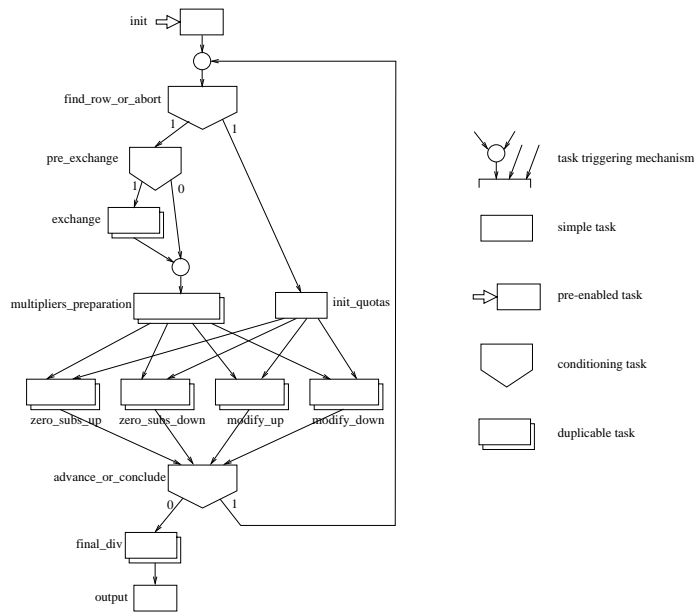 init
find_row_or_abort
1
1
pre_exchange
1
0
exchange
multipliers_preparation
init_quotas
zero_subs_up
zero_subs_down
modify_up
modify_down
advance_or_conclude
0
1
final_div
output
task triggering mechanism
simple task
pre-enabled task
conditioning task
duplicable task